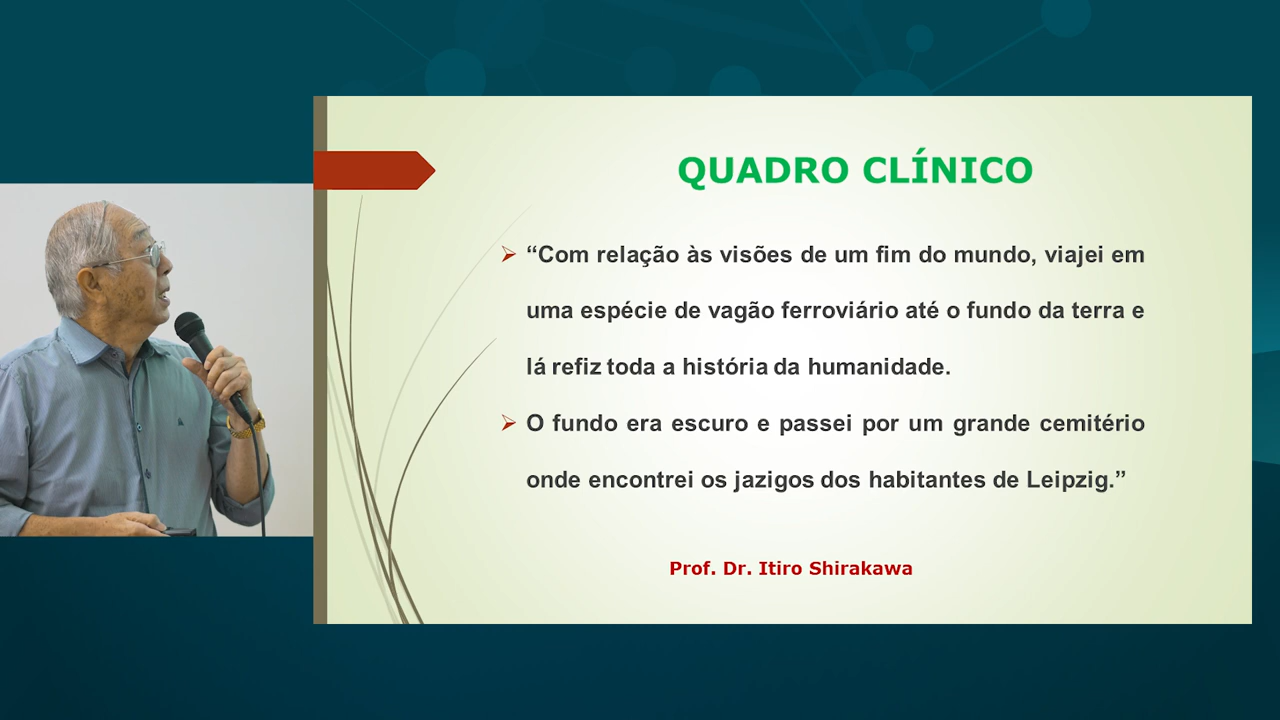 QUADRO CLÍNICO
“Com relação às visões de um fim do mundo, viajei em
uma espécie de vagão ferroviário até o fundo da terra e
lá refiz toda a história da humanidade.
O fundo era escuro e passei por um grande cemitério
onde encontrei os jazigos dos habitantes de Leipzig.”
Prof. Dr. Itiro Shirakawa